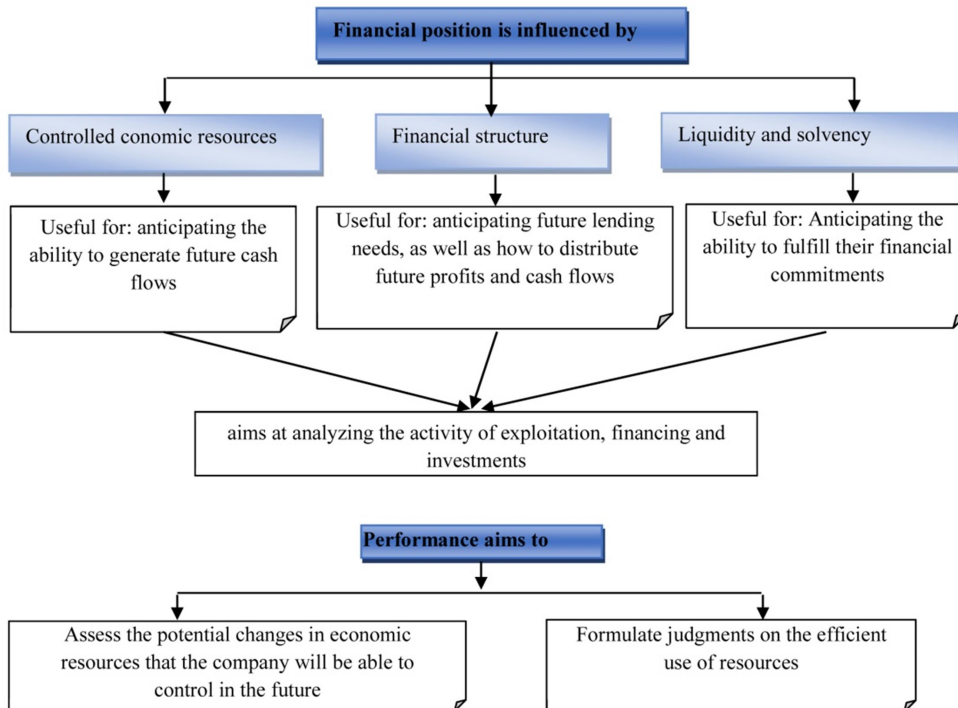 Financial position is influenced by
Controlled conomic resources
Financial structure
Liquidity and solvency
Useful for: anticipating the
ability to generate future cash
flows
Useful for: anticipating future lending
needs, as well as how to distribute
future profits and cash flows
Useful for: Anticipating the
ability to fulfill their financial
commitments
aims at analyzing the activity of exploitation, financing and
investments
Performance aims to
Assess the potential changes in economic
resources that the company will be able to
control in the future
Formulate judgments on the efficient
use of resources